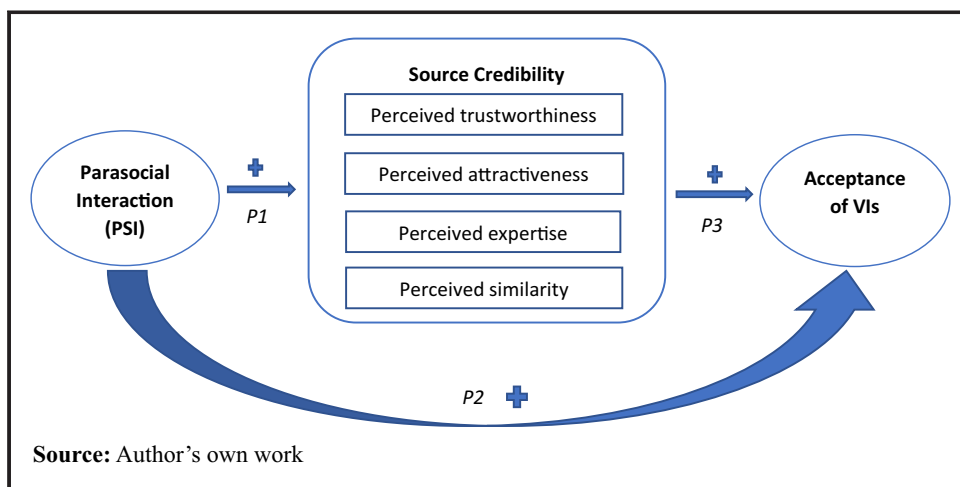 Source Credibility
Perceived trustworthiness
Perceived attractiveness
Perceived expertise
Perceived similarity
Parasocial
Interaction
(PSI)
+
P1
+
P3
Acceptance
of VIs
P2 +
Source: Author’s own work